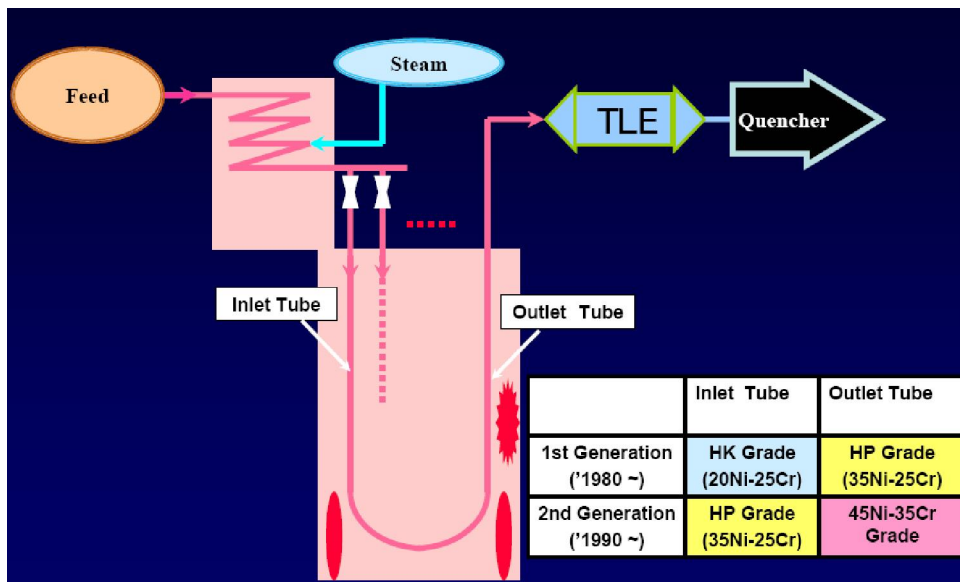 Steam
Feed
TLE
Quencher
Inlet Tube
Outlet Tube
Inlet Tube
Outlet Tube
1st Generation
('1980 ~)
HK Grade
(20Ni-25Cr)
HP Grade
(35Ni-25Cr)
2nd Generation
('1990 ~)
HP Grade
(35Ni-25Cr)
45Ni-35Cr
Grade